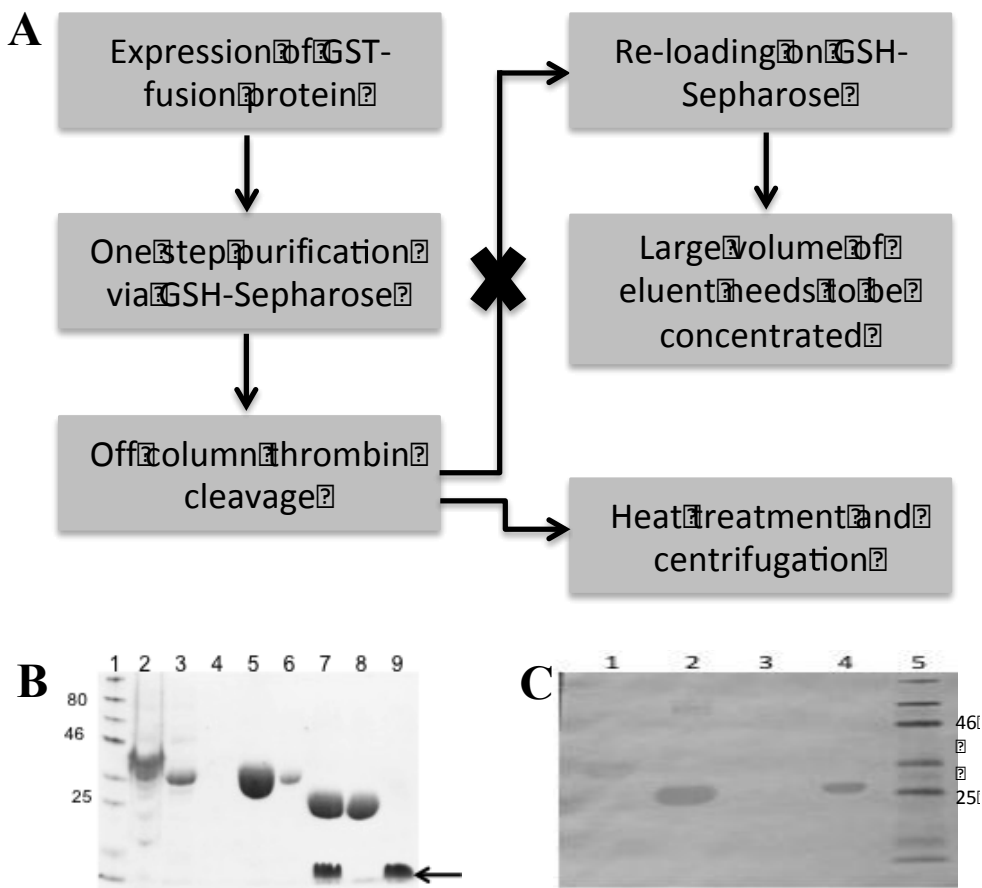 A
Expression of GST-
fusion protein
One step purification
via GSH-Sepharose
Off column thrombin
cleavage
Re-loading on GSH-
Sepharose
Large volume of
eluent needs to be
concentrated
Heat treatment and
centrifugation
B
1 2 3 4 5 6 7 8 9
80
46
25
C
1 2 3 4 5
46
25